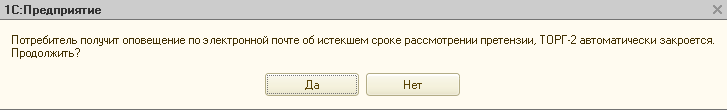 1С:Предприятие
Потребитель получит оповещение по электронной почте об истекшем сроке рассмотрении претензии, ТОРГ-2 автоматически закроется.
Продолжить?
Да Нет